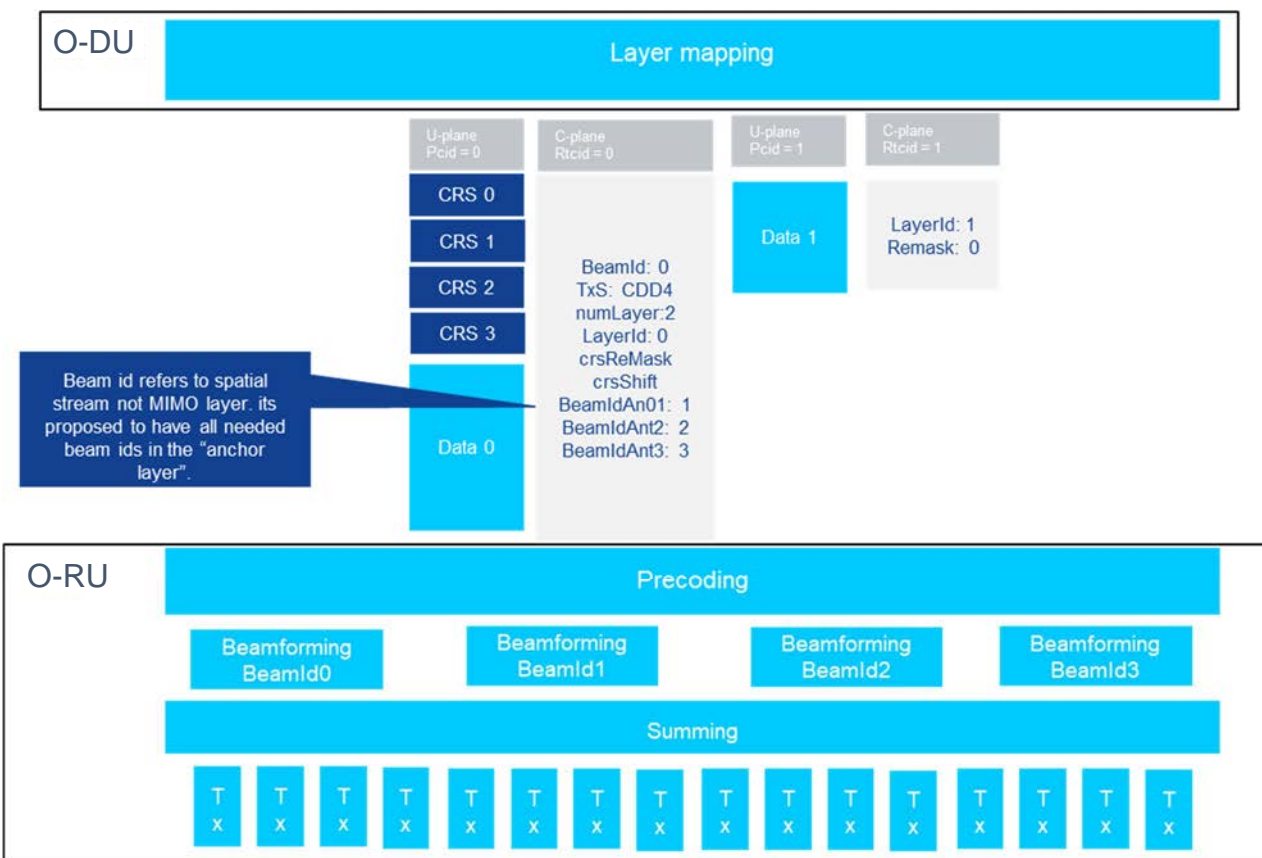 O-DU
Layer mapping
U-plane
Pcid = 0
C-plane
Rtcid = 0
U-plane
Pcid = 1
C-plane
Rtcid = 1
CRS 0
CRS 1
CRS 2
CRS 3
Data 0
BeamId: 0
TxS: CDD4
numLayer:2
LayerId: 0
crsReMask
crsShift
BeamIdAn01: 1
BeamIdAnt2: 2
BeamIdAnt3: 3
Data 1
LayerId: 1
Remask: 0
Beam id refers to spatial
stream not MIMO layer. its
proposed to have all needed
beam ids in the “anchor
layer”.
O-RU
Precoding
Beamforming
BeamId0
Beamforming
BeamId1
Beamforming
BeamId2
Beamforming
BeamId3
Summing
T T T T T T T T T T T T T T T T
x x x x x x x x x x x x x x x x